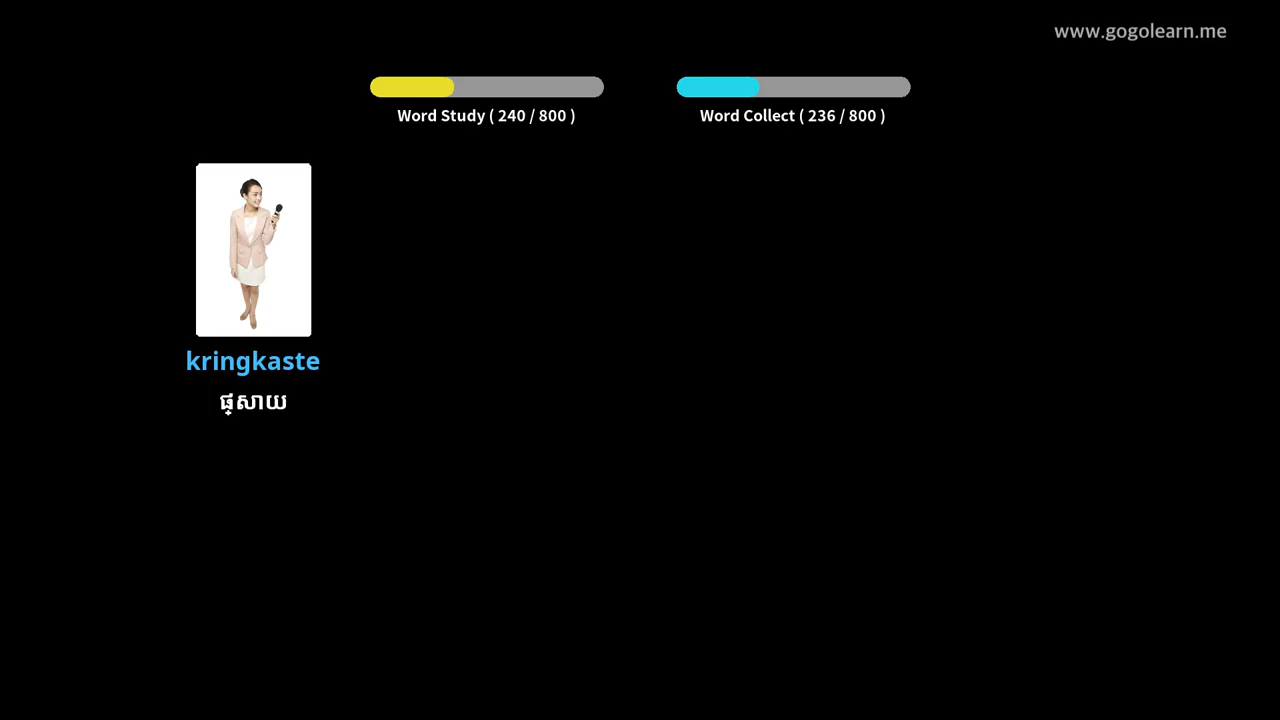 www.gogolearn.me
Word Study ( 240 / 800 )
Word Collect ( 236 / 800 )
kringkaste
ផ្សាយ